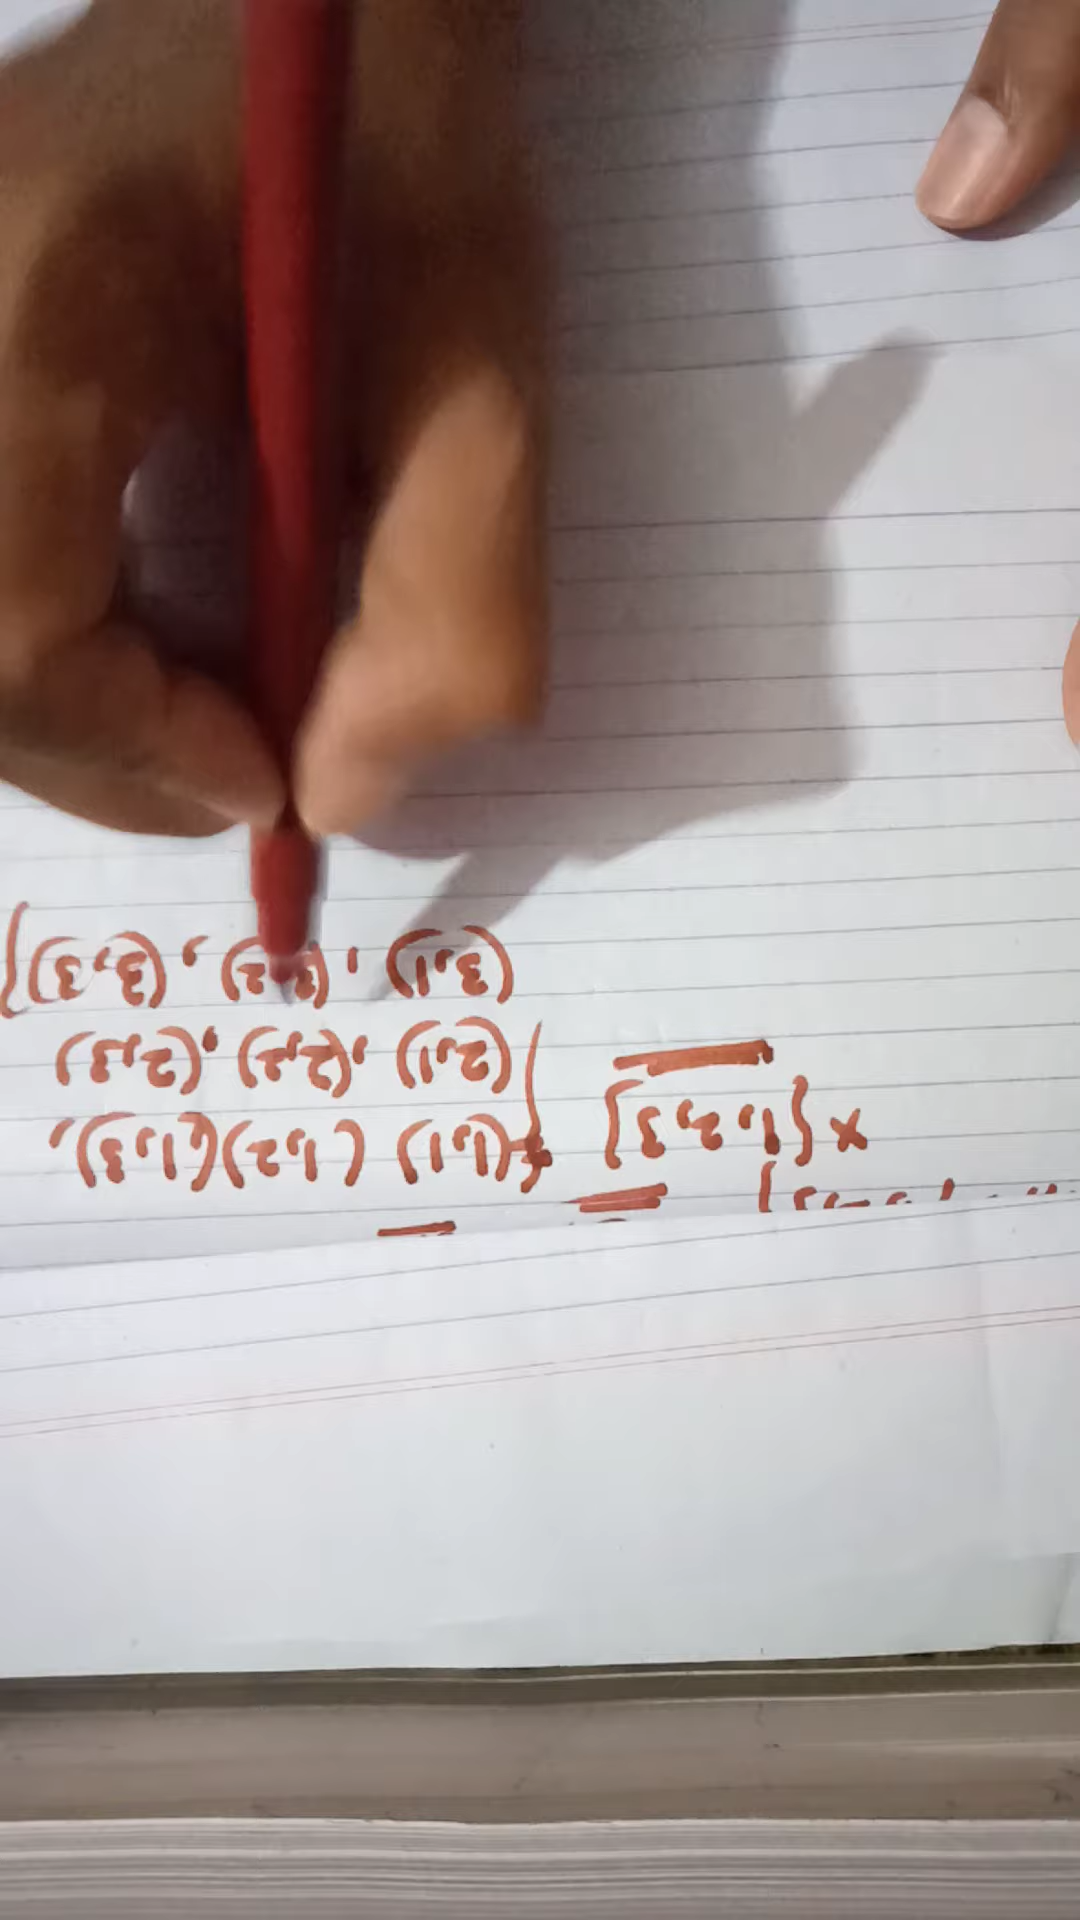 x {1,2,3} {(1,1) (1,2)(1,3),
(2,1),(2,2),(2,3)
(3,1), (3,2), (3,3)}